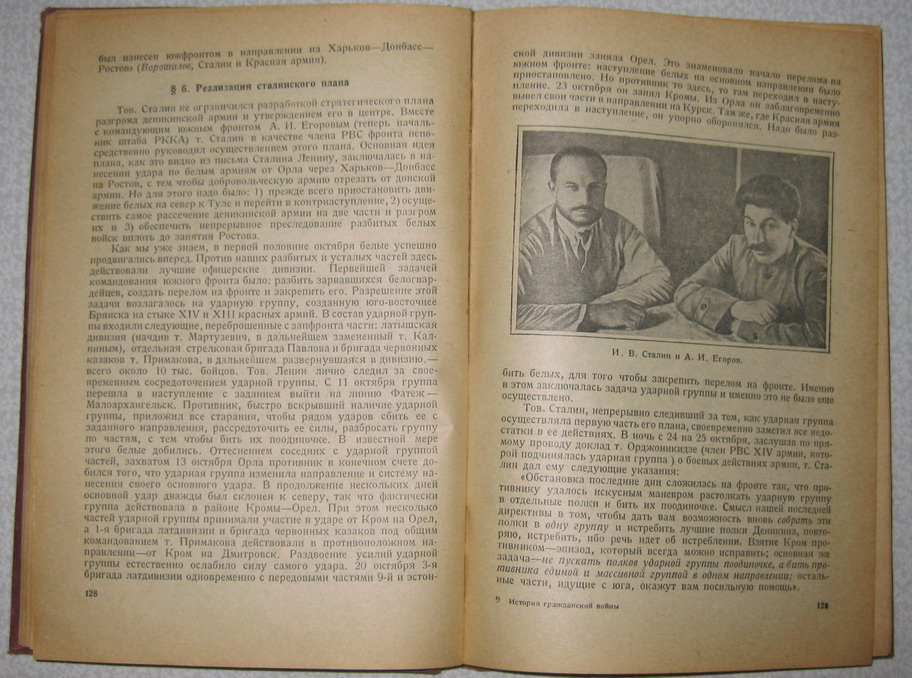 был нанесен южфронтом в направлении на Харьков—Донбасс—
Ростов» (Ворошилов, Сталин и Красная армия).
§ 6. Реализация сталинского плана
Тов. Сталин не ограничился разработкой стратегического плана
разгрома деникинской армии и утверждением его в центре. Вместе
с командующим южным фронтом А. И. Егоровым (теперь началь-
ник штаба РККА) т. Сталин в качестве члена РВС фронта непо-
средственно руководил осуществлением этого плана. Основная идея
плана, как это видно из письма Сталина Ленину, заключалась в на-
несении удара по белым армиям от Орла через Харьков—Донбасс
на Ростов, с тем чтобы добровольческую армию отрезать от донской
армии. Но для этого надо было: 1) прежде всего приостановить дви-
жение белых на север к Туле и перейти в контрнаступление, 2) осуще-
ствить самое рассечение деникинской армии на две части и разгром
их и 3) обеспечить непрерывное преследование разбитых белых
войск вплоть до занятия Ростова.
Как мы уже знаем, в первой половине октября белые успешно
продвигались вперед. Против наших разбитых и усталых частей здесь
действовали лучшие офицерские дивизии. Первейшей задачей
командования южного фронта было: разбить зарвавшихся белогвар-
дейцев, создать перелом на фронте и закрепить его. Разрешение этой
задачи возлагалось на ударную группу, созданную юго-восточнее
Брянска на стыке XIV и XIII красных армий. В состав ударной груп-
пы входили следующие, переброшенные с запфронта части: латышская
дивизия (начдив т. Мартузевич, в дальнейшем замененный т. Кал-
ниным), отдельная стрелковая бригада Павлова и бригада червонных
казаков т. Примакова, в дальнейшем развернувшаяся в дивизию,—
всего около 10 тыс. бойцов. Тов. Ленин лично следил за свое-
временным сосредоточением ударной группы. С 11 октября группа
перешла в наступление с заданием выйти на линию Фатеж—
Малоархангельск. Противник, быстро вскрывший наличие ударной
группы, приложил все старания, чтобы рядом ударов сбить ее с
заданного направления, рассредоточить ее силы, разбросать группу
по частям, с тем чтобы бить их поодиночке. В известной мере
этого белые добились. Оттеснением соседних с ударной группой
частей, захватом 13 октября Орла противник в конечном счете до-
бился того, что ударная группа изменила направление и систему на-
несения своего основного удара. В продолжение нескольких дней
основной удар дважды был склонен к северу, так что фактически
группа действовала в районе Кромы—Орел. При этом несколько
частей ударной группы принимали участие в ударе от Кром на Орел,
а 1-я бригада латдивизии и бригада червонных казаков под общим
командованием т. Примакова действовали в противоположном на-
правлении—от Кром на Дмитровск. Раздвоение усилий ударной
группы естественно ослабило силу самого удара. 20 октября 3-я
бригада латдивизии одновременно с передовыми частями 9-й и эстон-
128
ской дивизии заняла Орел. Это знаменовало начало перелома на
южном фронте: наступление белых на основном направлении было
приостановлено. Но противник то здесь, то там переходил в насту-
пление. 23 октября он занял Кромы. Из Орла он заблаговременно
вывел свои части в направлении на Курск. Там же, где Красная армия
переходила в наступление, он упорно оборонялся. Надо было раз-
И. В. Сталин и А. И. Егоров.
бить белых, для того чтобы закрепить перелом на фронте. Именно
в этом заключалась задача ударной группы и именно это не было еще
осуществлено.
Тов. Сталин, непрерывно следивший за тем, как ударная группа
осуществляла первую часть его плана, своевременно заметил все недо-
статки в ее действиях. В ночь с 24 на 25 октября, заслушав по пря-
мому проводу доклад т. Орджоникидзе (член РВС XIV армии, кото-
рой подчинялась ударная группа ) о боевых действиях армии, т. Ста-
лин дал ему следующие указания:
«Обстановка последние дни сложилась на фронте так, что про-
тивнику удалось искусным маневром растолкать ударную группу
в отдельные полки и бить их поодиночке. Смысл нашей последней
директивы в том, чтобы дать вам возможность вновь собрать эти
полки в одну группу и истребить лучшие полки Деникина, повто-
ряю, истребить, ибо речь идет об истреблении. Взятие Кром про-
тивником—эпизод, который всегда можно исправить; основная же
задача—не пускать полков ударной группы поодиночке, а бить про-
тивника единой и массивной группой в одном направлении; осталь-
ные части, идущие с юга, окажут вам посильную помощь».
9 История гражданской войны
129